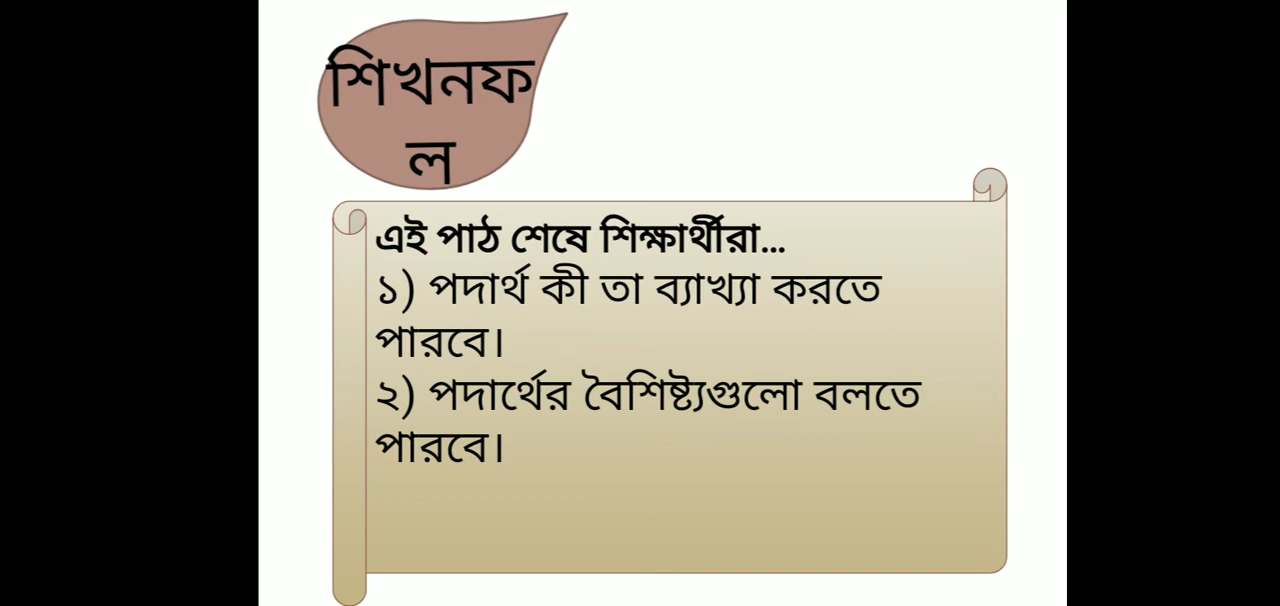 শিখনফ
ল
এই পাঠ শেষে শিক্ষার্থীরা...
১) পদার্থ কী তা ব্যাখ্যা করতে
পারবে।
২) পদার্থের বৈশিষ্ট্যগুলো বলতে
পারবে।